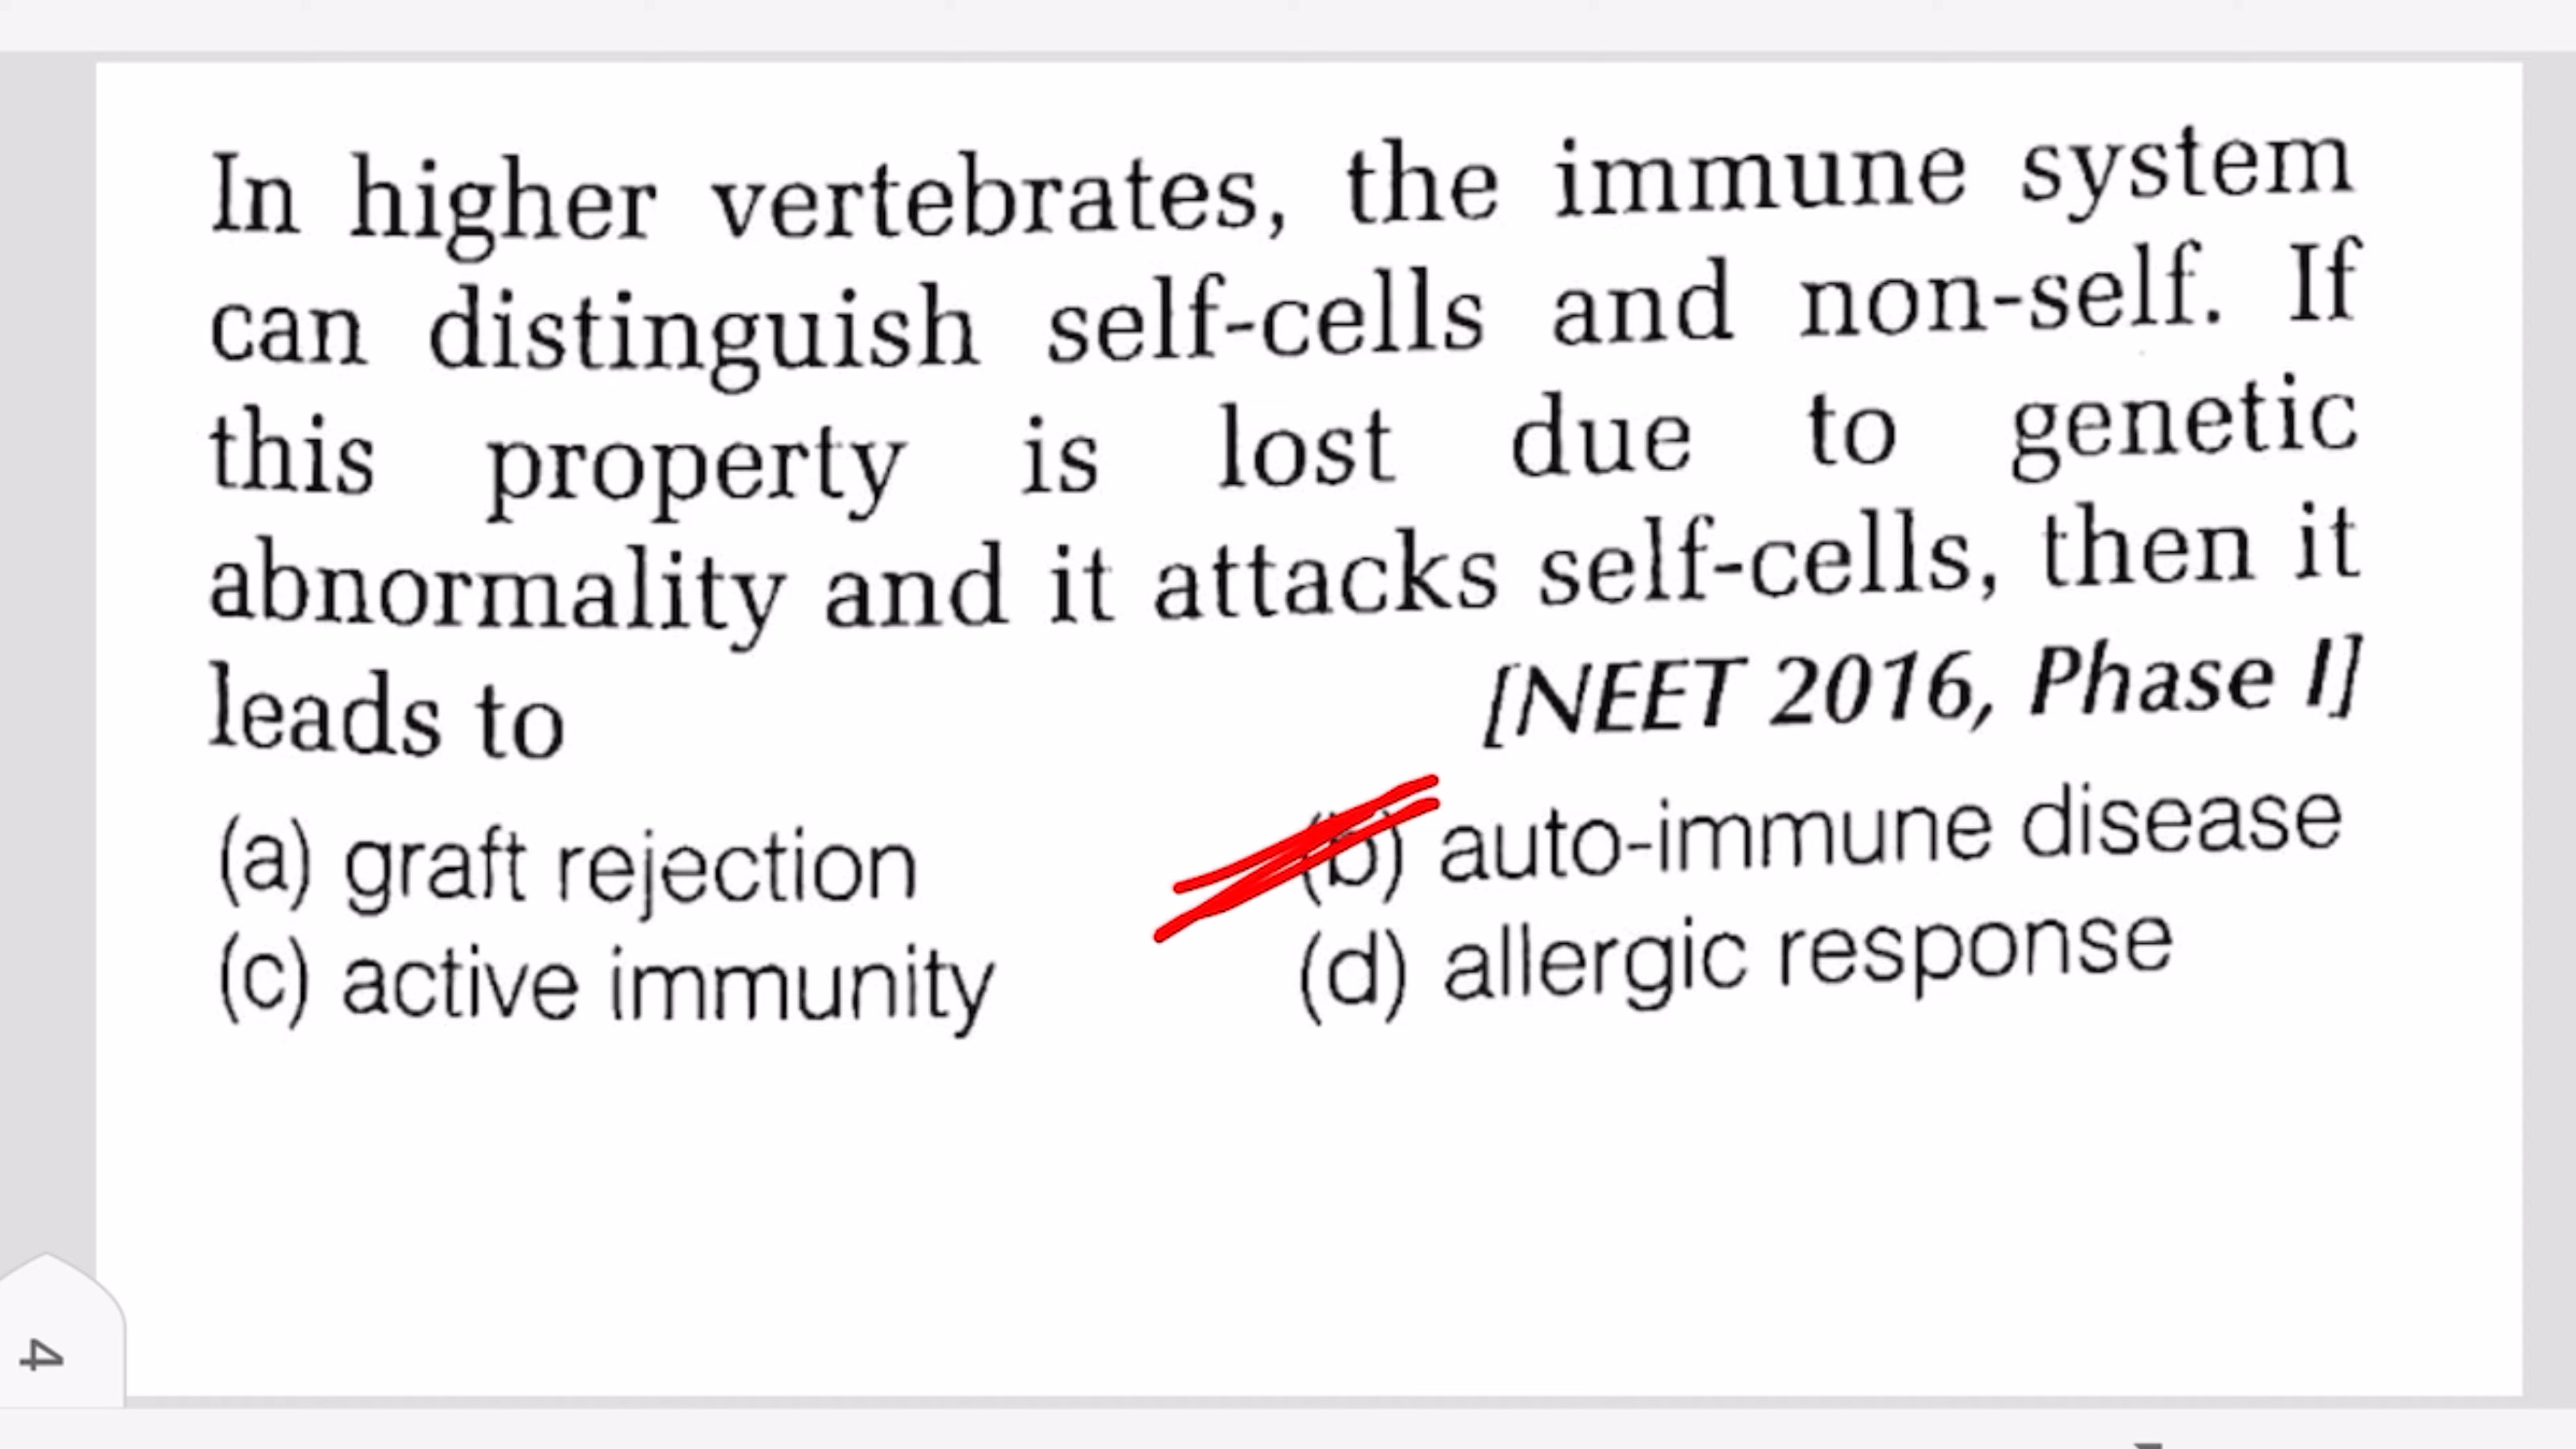 In higher vertebrates, the immune system
can distinguish self-cells and non-self. If
this property is lost due to genetic
abnormality and it attacks self-cells, then it
leads to [NEET 2016, Phase I]
(a) graft rejection (b) auto-immune disease
(c) active immunity (d) allergic response
4